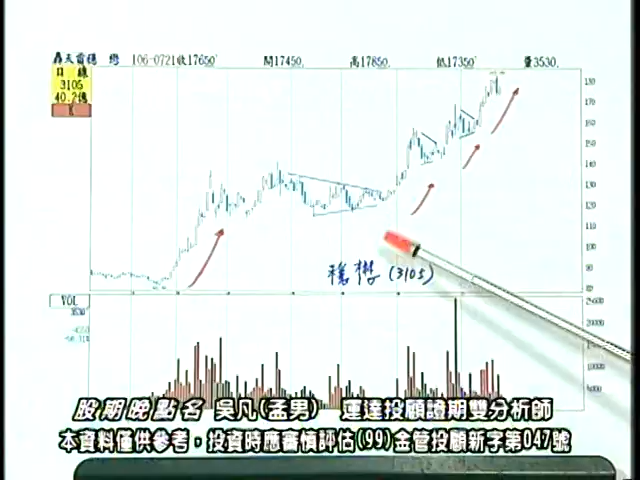 轟天雷穩 懋 106-0721收17650' 開17450. 高17850. 低17350' 量3530.
日 線
3105
40.2億
180
170
160
150
140
130
120
110
100
90
80
穩懋 (3105)
VOL
3530
25000
20000
15000
10000
5000
股期晚點名 吳凡(孟男) 運達投顧證期雙分析師
本資料僅供參考,投資時應審慎評估(99)金管投顧新字第047號